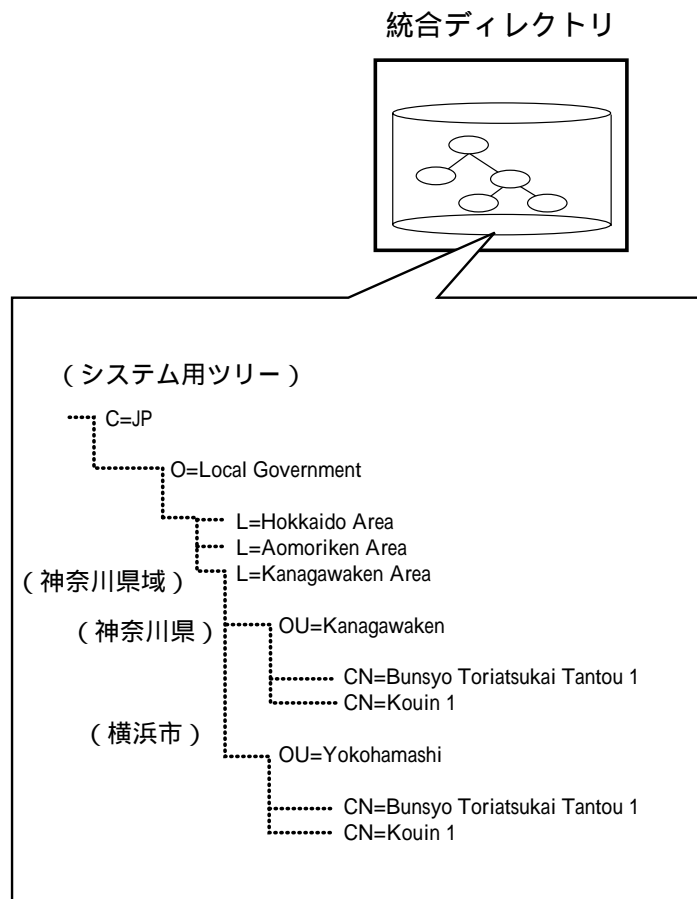 統合ディレクトリ
（システム用ツリー）
C=JP
O=Local Government
L=Hokkaido Area
L=Aomoriken Area
（神奈川県域） L=Kanagawaken Area
（神奈川県） OU=Kanagawaken
CN=Bunsyo Toriatsukai Tantou 1
CN=Kouin 1
（横浜市） OU=Yokohamashi
CN=Bunsyo Toriatsukai Tantou 1
CN=Kouin 1